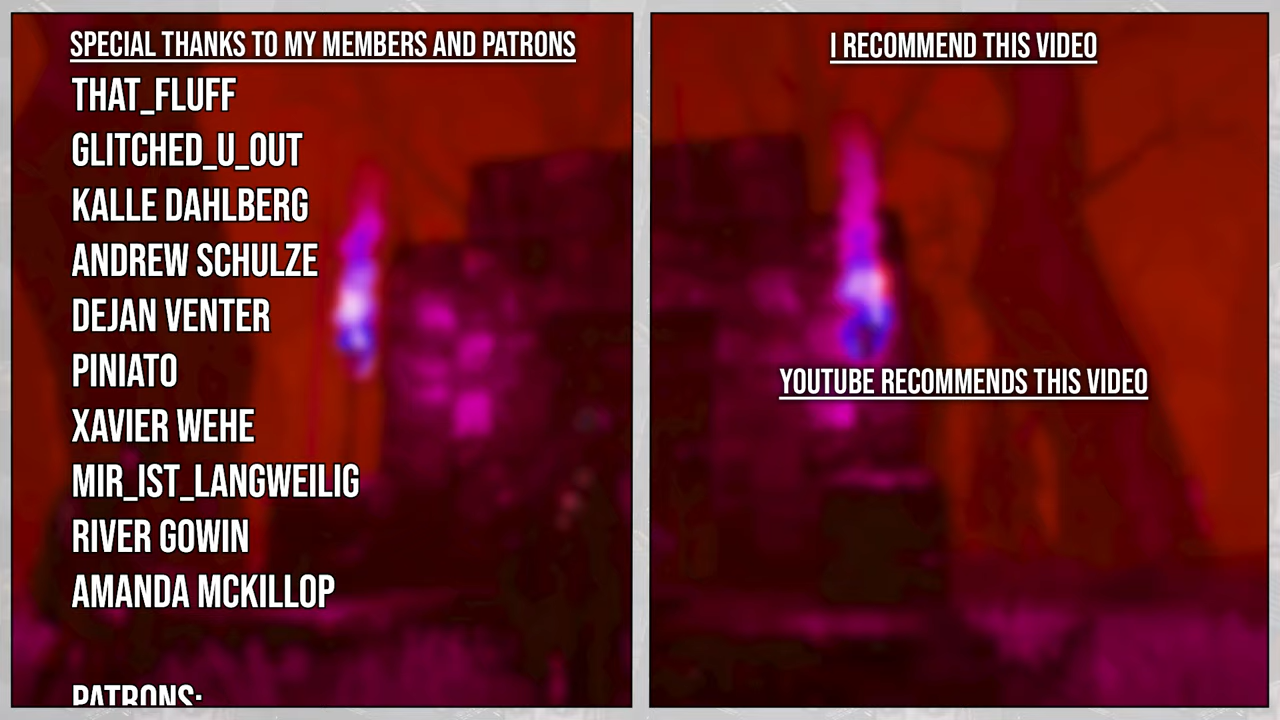 SPECIAL THANKS TO MY MEMBERS AND PATRONS
THAT_FLUFF
GLITCHED_U_OUT
KALLE DAHLBERG
ANDREW SCHULZE
DEJAN VENTER
PINIATO
XAVIER WEHE
MIR_IST_LANGWEILIG
RIVER GOWIN
AMANDA MCKILLOP
PATRONS:
I RECOMMEND THIS VIDEO
YOUTUBE RECOMMENDS THIS VIDEO